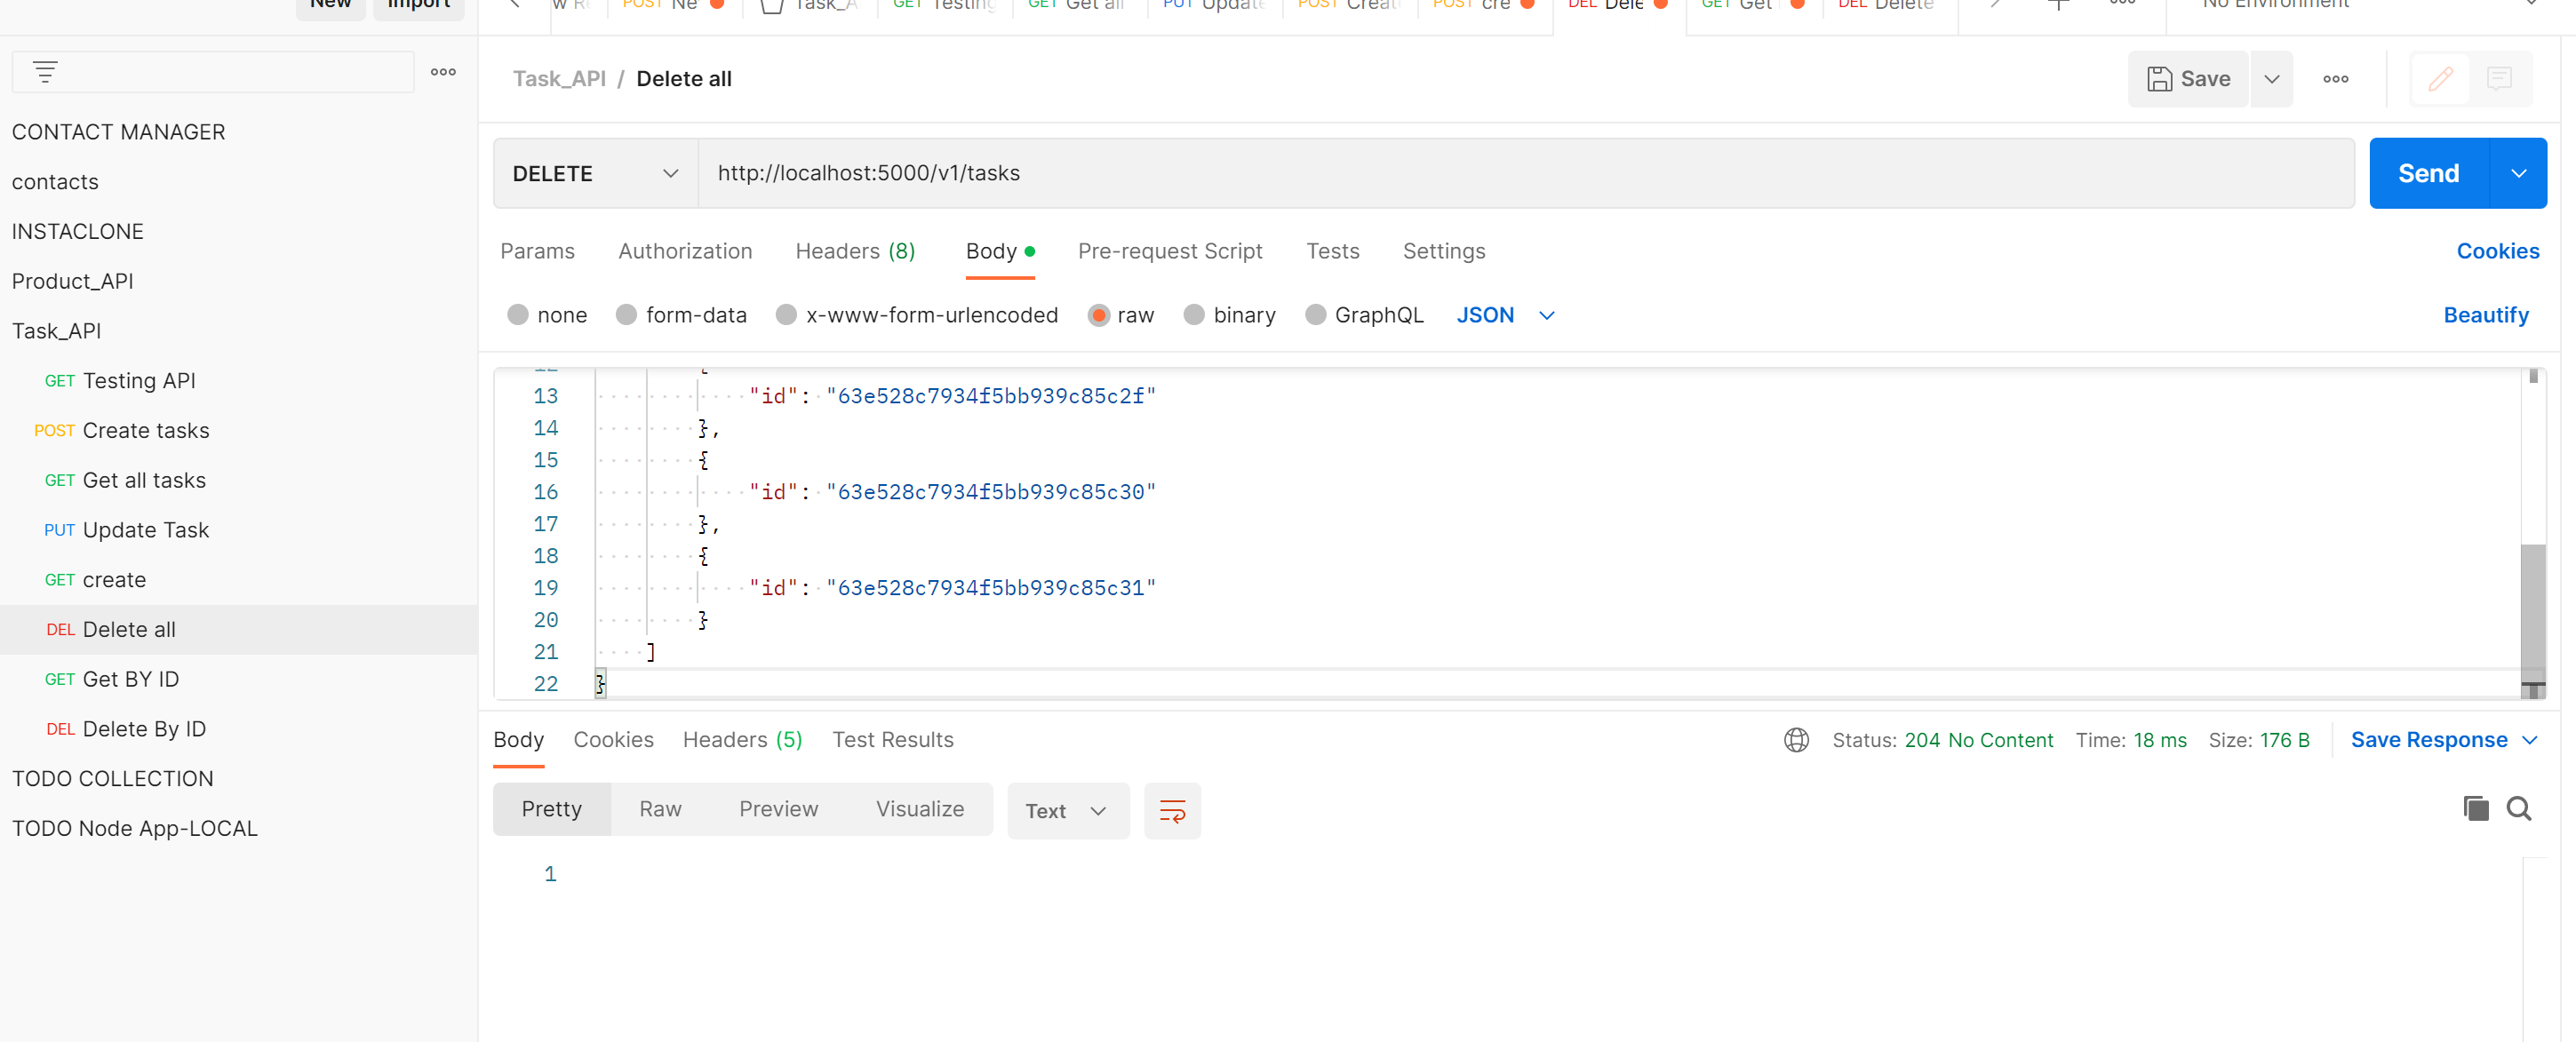 New Import
POST Ne Task_A GET Testing GET Get all POST POST cre DEL Dele GET Get DEL Delete No Environment
Task_API / Delete all
Save
DELETE http://localhost:5000/v1/tasks Send
Params Authorization Headers (8) Body Pre-request Script Tests Settings Cookies
none form-data x-www-form-urlencoded raw binary GraphQL JSON Beautify
CONTACT MANAGER
contacts
INSTACLONE
Product_API
Task_API
GET Testing API
POST Create tasks
GET Get all tasks
PUT Update Task
GET create
DEL Delete all
GET Get BY ID
DEL Delete By ID
TODO COLLECTION
TODO Node App-LOCAL
12 {
13 "id": "63e528c7934f5bb939c85c2f"
14 },
15 {
16 "id": "63e528c7934f5bb939c85c30"
17 },
18 {
19 "id": "63e528c7934f5bb939c85c31"
20 }
21 ]
22 }
Body Cookies Headers (5) Test Results Status: 204 No Content Time: 18 ms Size: 176 B Save Response
Pretty Raw Preview Visualize Text
1